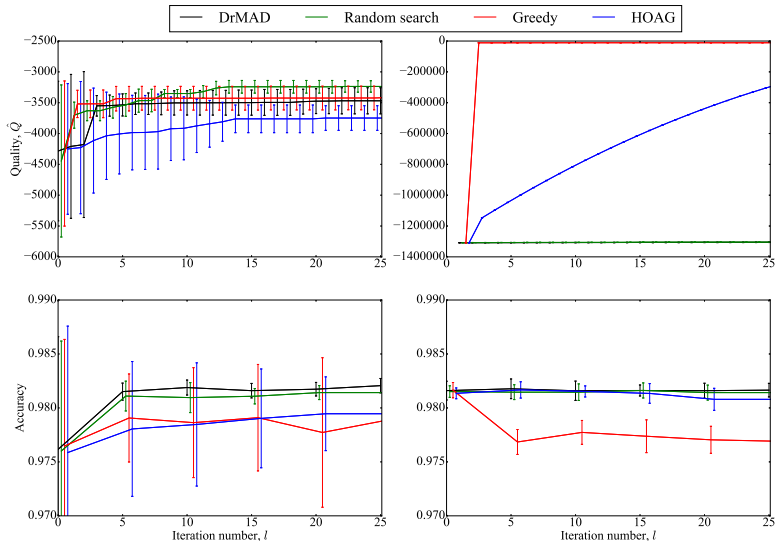 DrMAD Random search Greedy HOAG
−2500
−3000
−3500
−4000
−4500
−5000
−5500
−6000
Quality, Q̂
0 5 10 15 20 25
0
−200000
−400000
−600000
−800000
−1000000
−1200000
−1400000
0 5 10 15 20 25
0.990
0.985
0.980
0.975
0.970
Accuracy
0 5 10 15 20 25
Iteration number, l
0.990
0.985
0.980
0.975
0.970
0 5 10 15 20 25
Iteration number, l